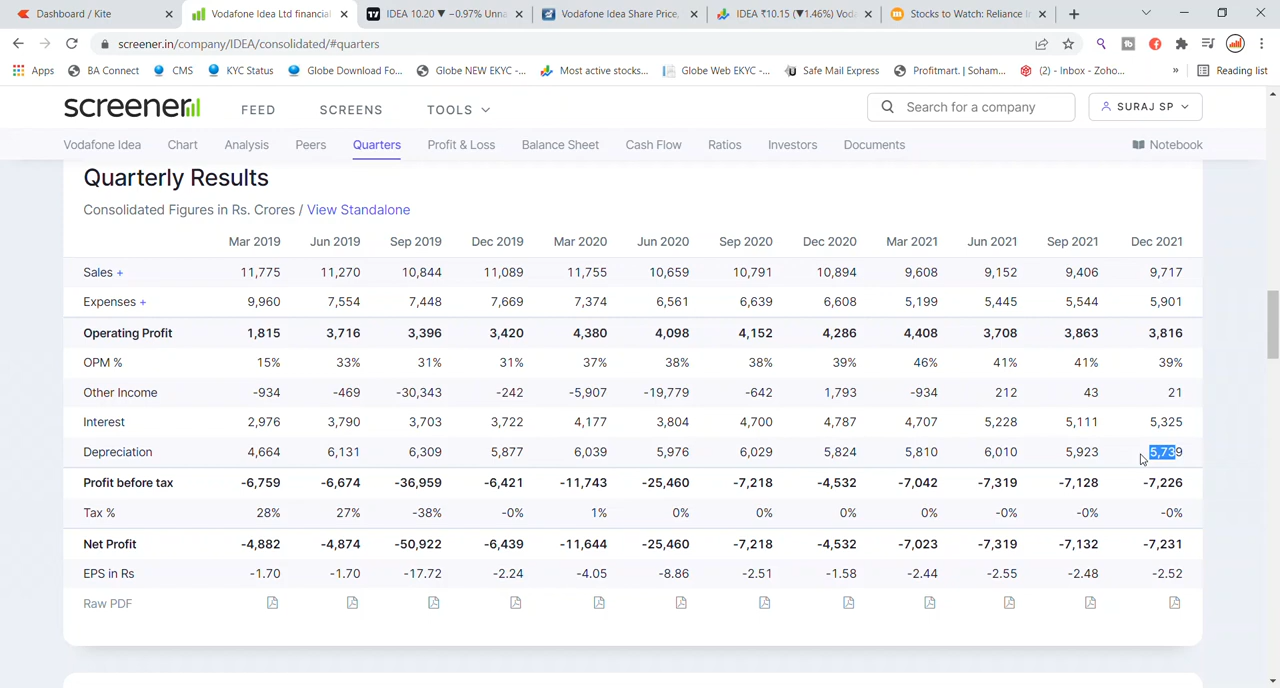 Dashboard / Kite
Vodafone Idea Ltd financial
IDEA 10.20 ▼ −0.97% Unna
Vodafone Idea Share Price,
IDEA ₹10.15 (▼1.46%) Vod
Stocks to Watch: Reliance I
screener.in/company/IDEA/consolidated/#quarters
Apps
BA Connect
CMS
KYC Status
Globe Download Fo...
Globe NEW EKYC -...
Most active stocks...
Globe Web EKYC -...
Safe Mail Express
Profitmart. | Soham...
(2) - Inbox - Zoho...
»
Reading list
screener
FEED
SCREENS
TOOLS
Search for a company
SURAJ SP
Vodafone Idea
Chart
Analysis
Peers
Quarters
Profit & Loss
Balance Sheet
Cash Flow
Ratios
Investors
Documents
Notebook
Quarterly Results
Consolidated Figures in Rs. Crores / View Standalone
Mar 2019 Jun 2019 Sep 2019 Dec 2019 Mar 2020 Jun 2020 Sep 2020 Dec 2020 Mar 2021 Jun 2021 Sep 2021 Dec 2021
Sales + 11,775 11,270 10,844 11,089 11,755 10,659 10,791 10,894 9,608 9,152 9,406 9,717
Expenses + 9,960 7,554 7,448 7,669 7,374 6,561 6,639 6,608 5,199 5,445 5,544 5,901
Operating Profit 1,815 3,716 3,396 3,420 4,380 4,098 4,152 4,286 4,408 3,708 3,863 3,816
OPM % 15% 33% 31% 31% 37% 38% 38% 39% 46% 41% 41% 39%
Other Income -934 -469 -30,343 -242 -5,907 -19,779 -642 1,793 -934 212 43 21
Interest 2,976 3,790 3,703 3,722 4,177 3,804 4,700 4,787 4,707 5,228 5,111 5,325
Depreciation 4,664 6,131 6,309 5,877 6,039 5,976 6,029 5,824 5,810 6,010 5,923 5,739
Profit before tax -6,759 -6,674 -36,959 -6,421 -11,743 -25,460 -7,218 -4,532 -7,042 -7,319 -7,128 -7,226
Tax % 28% 27% -38% -0% 1% 0% 0% 0% 0% -0% -0% -0%
Net Profit -4,882 -4,874 -50,922 -6,439 -11,644 -25,460 -7,218 -4,532 -7,023 -7,319 -7,132 -7,231
EPS in Rs -1.70 -1.70 -17.72 -2.24 -4.05 -8.86 -2.51 -1.58 -2.44 -2.55 -2.48 -2.52
Raw PDF